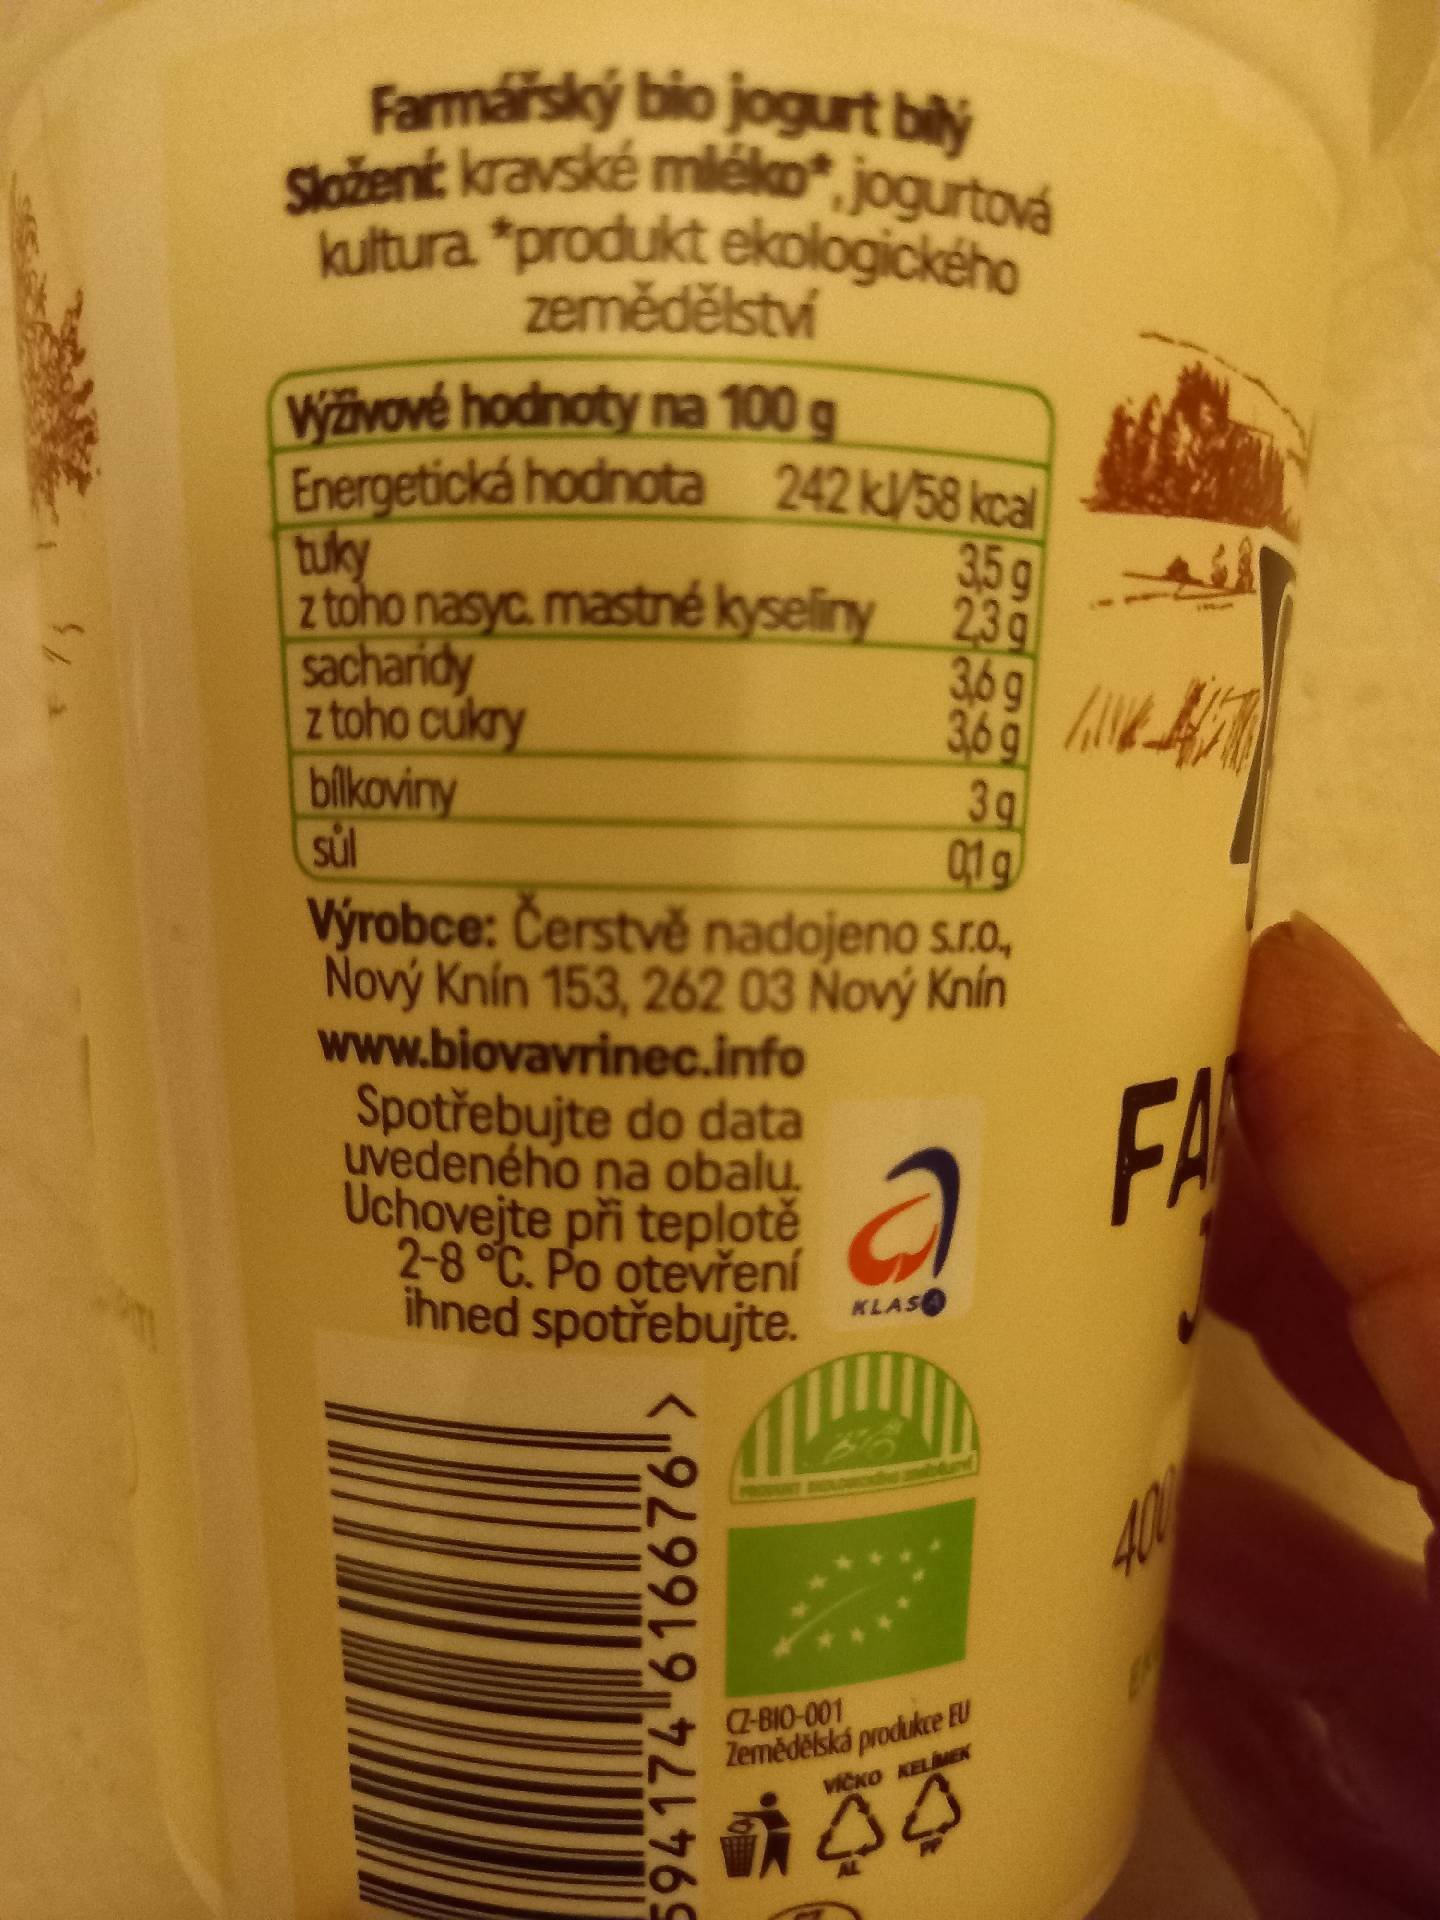 Farmářský bio jogurt bílý
Složení: kravské mléko*, jogurtová
kultura. *produkt ekologického
zemědělství
Výživové hodnoty na 100 g
Energetická hodnota 242 kJ/58 kcal
tuky 3,5 g
z toho nasyc. mastné kyseliny 2,3 g
sacharidy 3,6 g
z toho cukry 3,6 g
bílkoviny 3 g
sůl 0,1 g
Výrobce: Čerstvě nadojeno s.r.o.,
Nový Knín 153, 262 03 Nový Knín
www.biovavrinec.info
Spotřebujte do data
uvedeného na obalu.
Uchovejte při teplotě
2-8 °C. Po otevření
ihned spotřebujte.
KLASA
BIO
PRODUKT EKOLOGICKÉHO ZEMĚDĚLSTVÍ
CZ-BIO-001
Zemědělská produkce EU
VÍČKO KELÍMEK
AL PP
594174 616676 >
FA
400